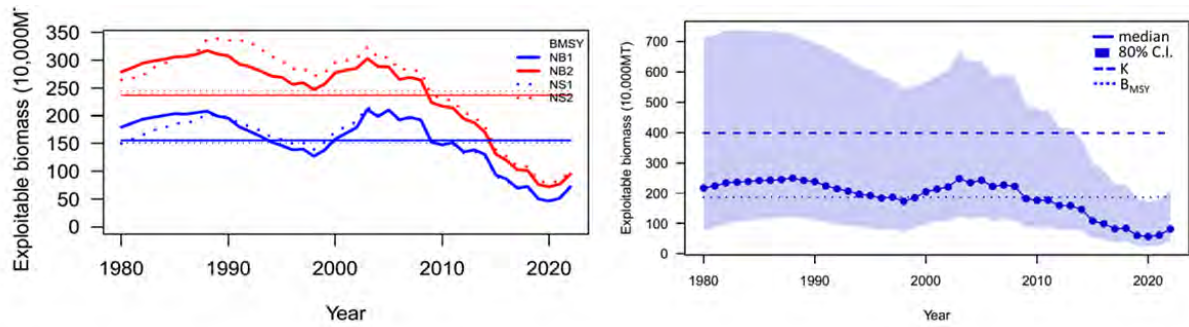 Exploitable biomass (10,000MT
350
300
250
200
150
100
50
0
1980
1990
2000
2010
2020
Year
BMSY
NB1
NB2
NS1
NS2
Exploitable biomass (10,000MT)
700
600
500
400
300
200
100
0
1980
1990
2000
2010
2020
Year
median
80% C.I.
K
BMSY